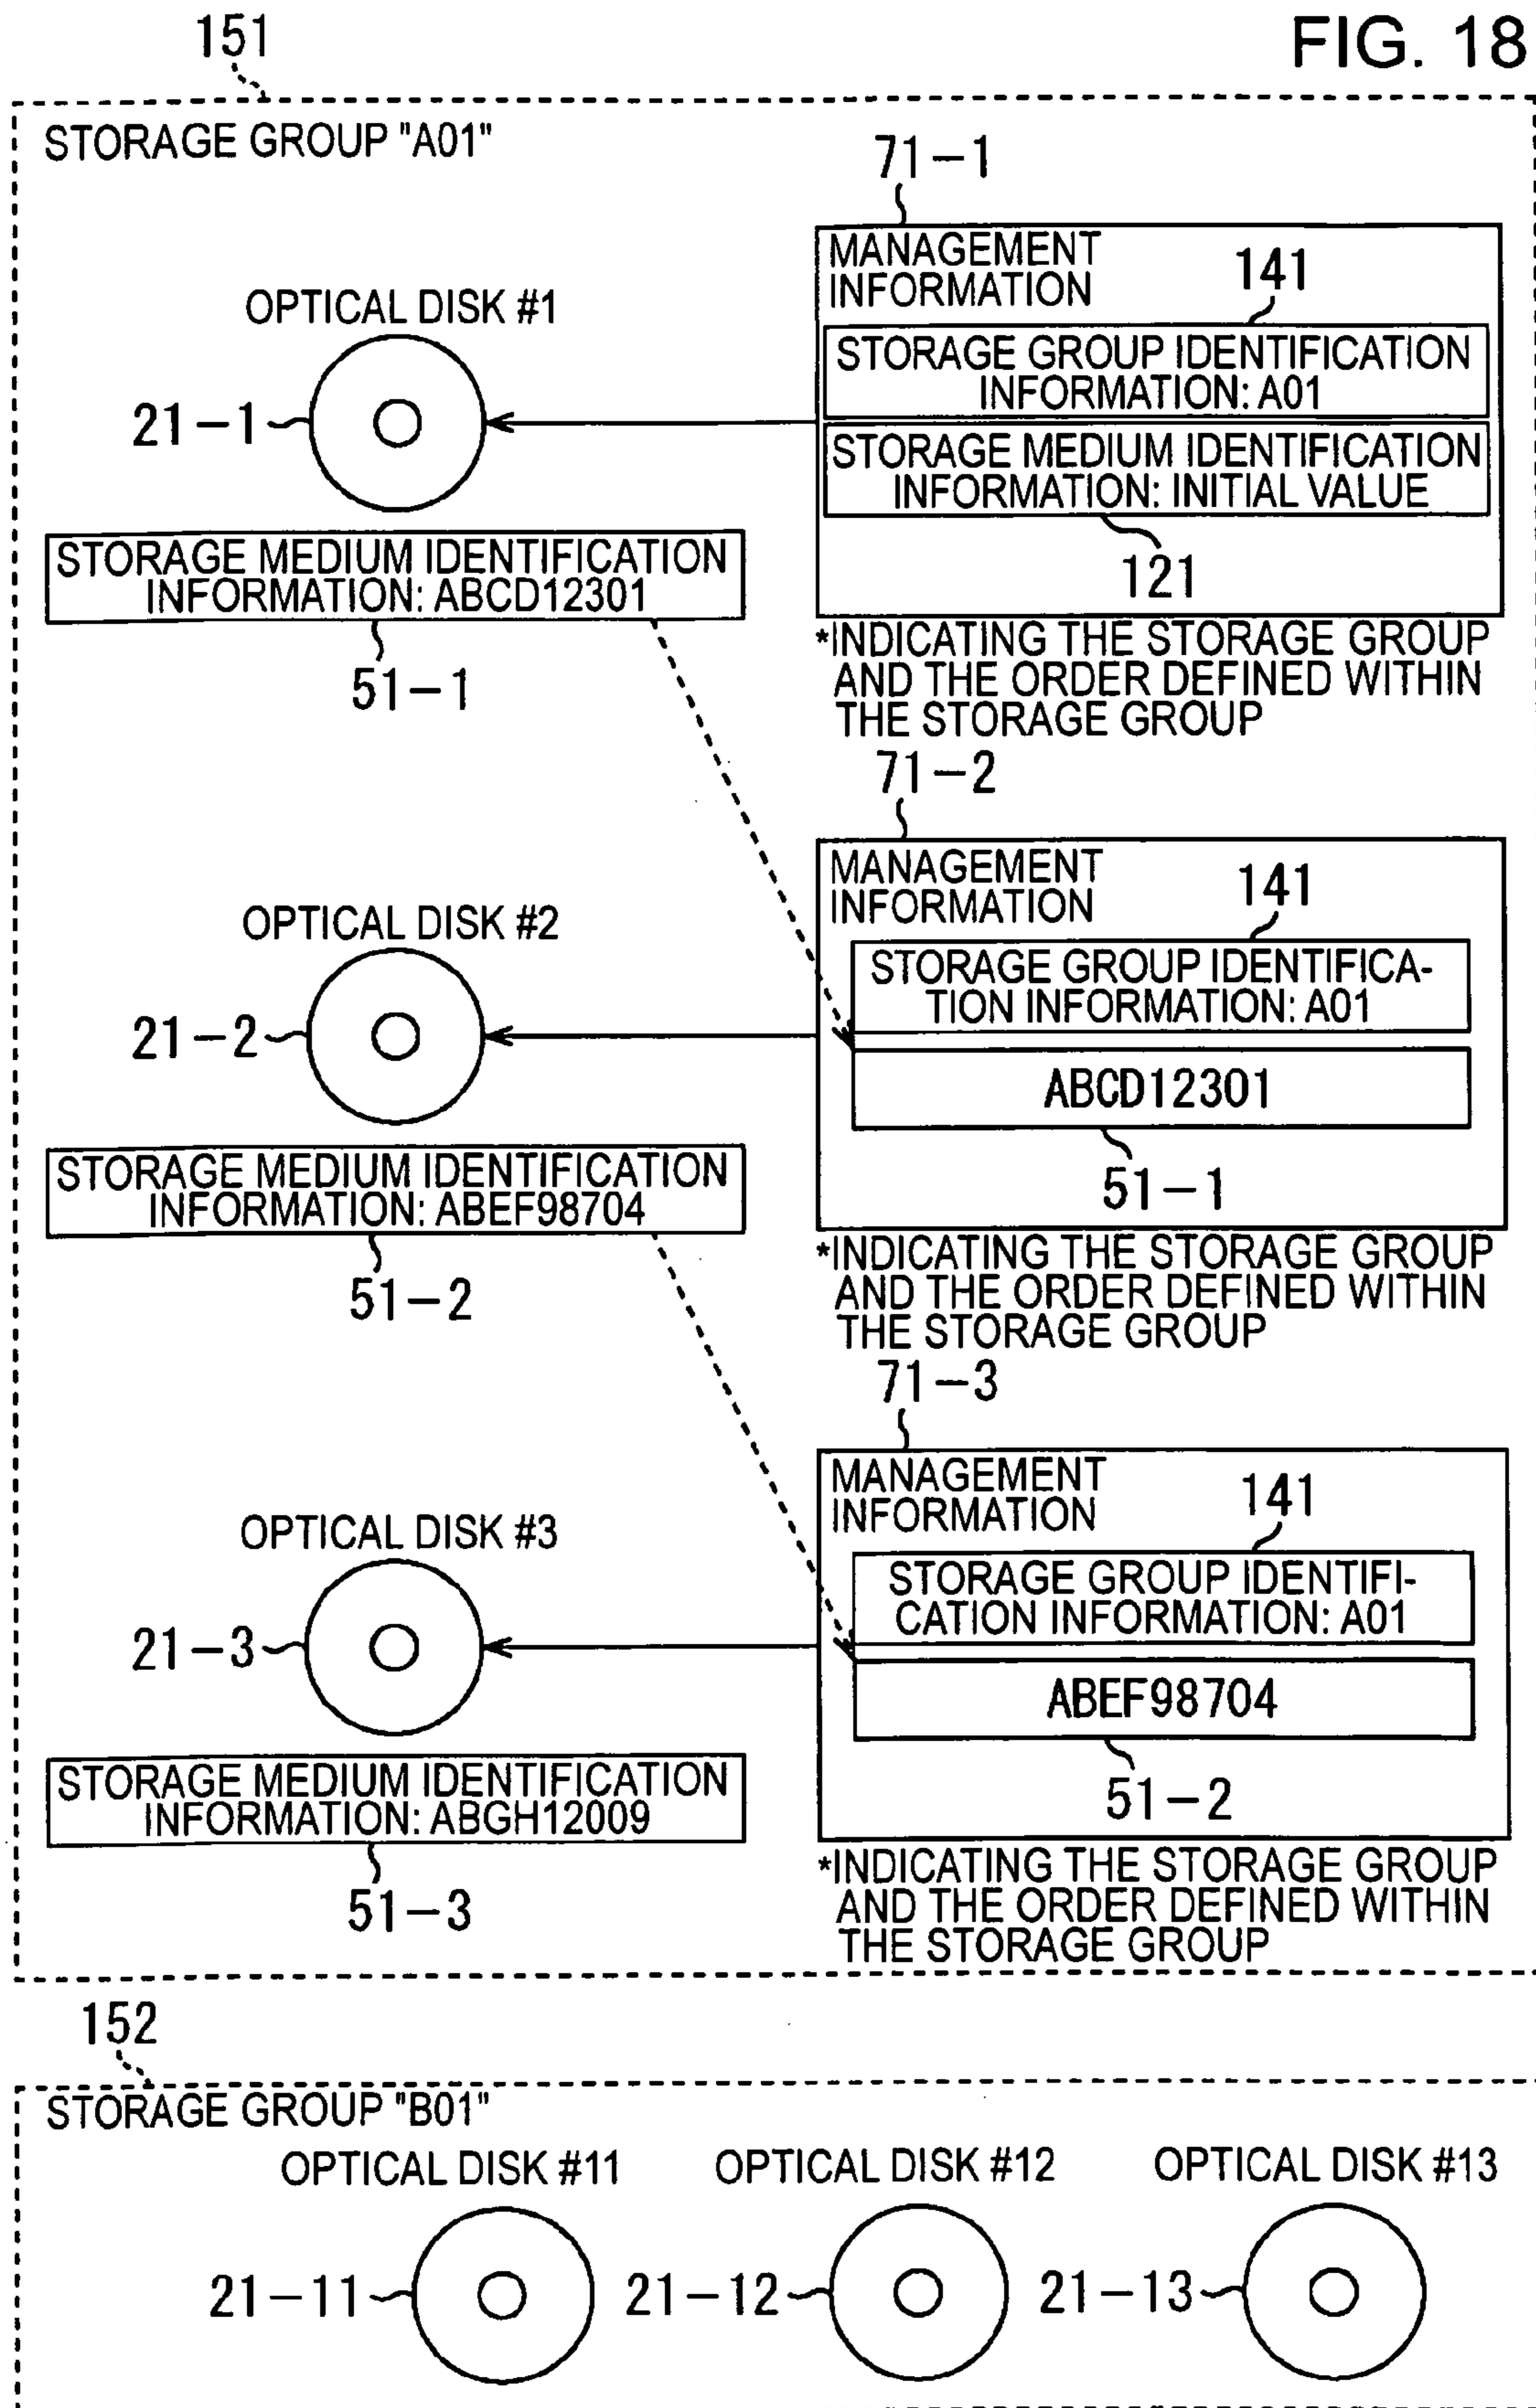 FIG. 18
151
STORAGE GROUP "A01"
71-1
MANAGEMENT
INFORMATION
141
STORAGE GROUP IDENTIFICATION
INFORMATION: A01
STORAGE MEDIUM IDENTIFICATION
INFORMATION: INITIAL VALUE
121
OPTICAL DISK #1
21-1
STORAGE MEDIUM IDENTIFICATION
INFORMATION: ABCD12301
51-1
*INDICATING THE STORAGE GROUP
AND THE ORDER DEFINED WITHIN
THE STORAGE GROUP
71-2
MANAGEMENT
INFORMATION
141
STORAGE GROUP IDENTIFICA-
TION INFORMATION: A01
ABCD12301
51-1
OPTICAL DISK #2
21-2
STORAGE MEDIUM IDENTIFICATION
INFORMATION: ABEF98704
51-2
*INDICATING THE STORAGE GROUP
AND THE ORDER DEFINED WITHIN
THE STORAGE GROUP
71-3
MANAGEMENT
INFORMATION
141
STORAGE GROUP IDENTIFI-
CATION INFORMATION: A01
ABEF98704
51-2
OPTICAL DISK #3
21-3
STORAGE MEDIUM IDENTIFICATION
INFORMATION: ABGH12009
51-3
*INDICATING THE STORAGE GROUP
AND THE ORDER DEFINED WITHIN
THE STORAGE GROUP
152
STORAGE GROUP "B01"
OPTICAL DISK #11
OPTICAL DISK #12
OPTICAL DISK #13
21-11
21-12
21-13